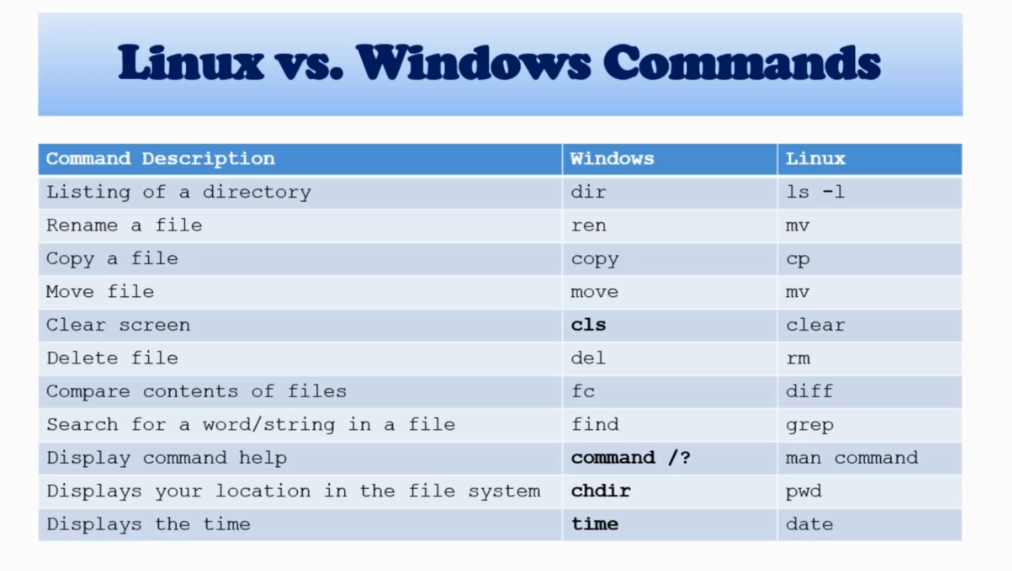 Linux vs. Windows Commands
Command Description Windows Linux
Listing of a directory dir ls -l
Rename a file ren mv
Copy a file copy cp
Move file move mv
Clear screen cls clear
Delete file del rm
Compare contents of files fc diff
Search for a word/string in a file find grep
Display command help command /? man command
Displays your location in the file system chdir pwd
Displays the time time date